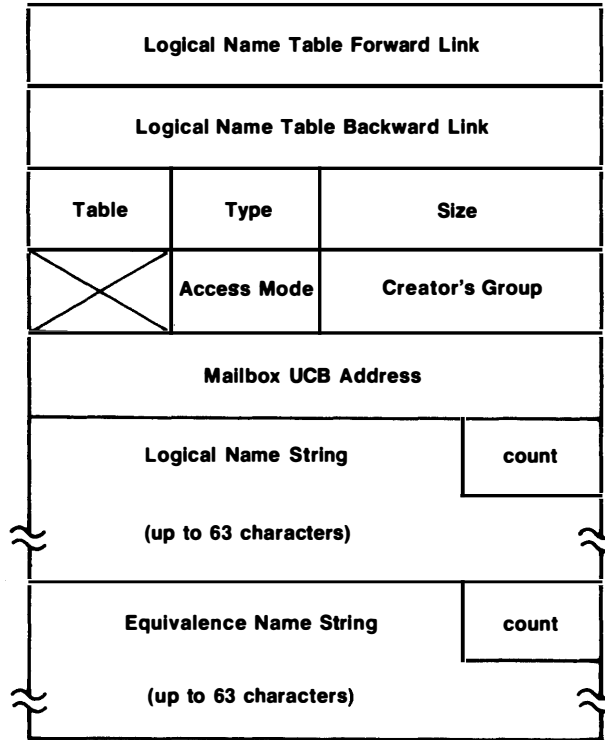 Logical Name Table Forward Link
Logical Name Table Backward Link
Table Type Size
Access Mode Creator's Group
Mailbox UCB Address
Logical Name String count
(up to 63 characters)
Equivalence Name String count
(up to 63 characters)